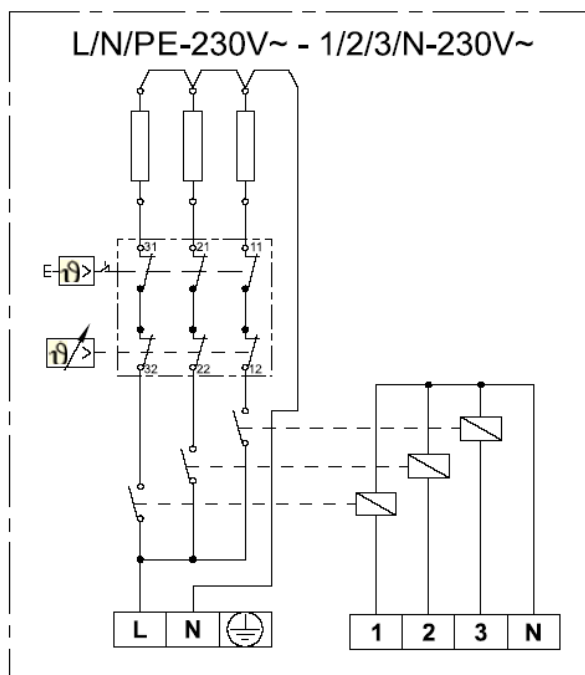 L/N/PE-230V~ - 1/2/3/N-230V~
31 21 11
E ϑ>
ϑ >
32 22 12
L N
1 2 3 N